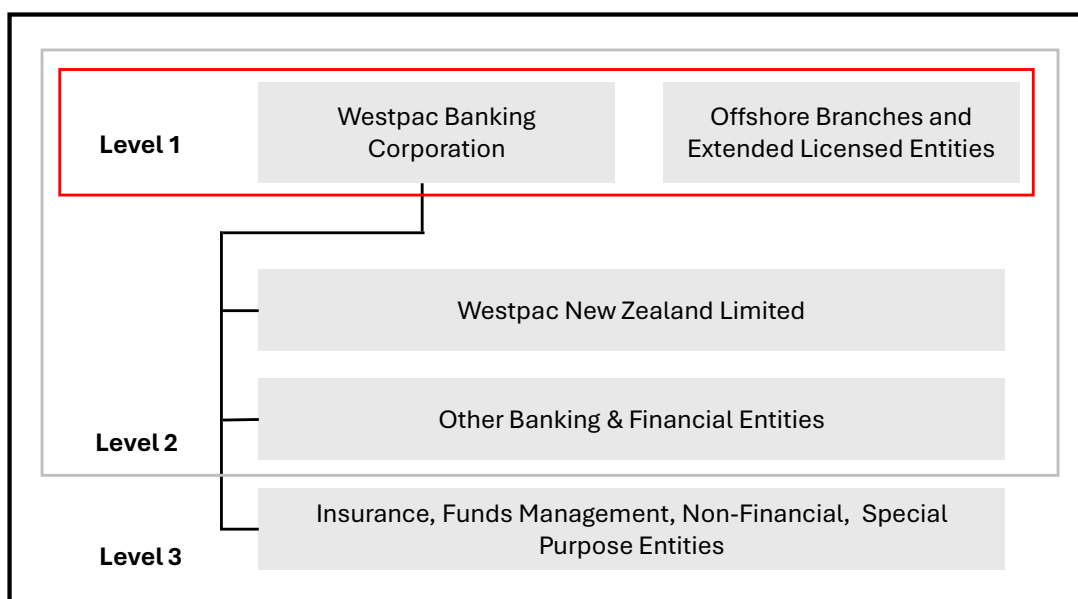 Level 1
Westpac Banking
Corporation
Offshore Branches and
Extended Licensed Entities
Westpac New Zealand Limited
Other Banking & Financial Entities
Level 2
Insurance, Funds Management, Non-Financial,  Special
Purpose Entities
Level 3